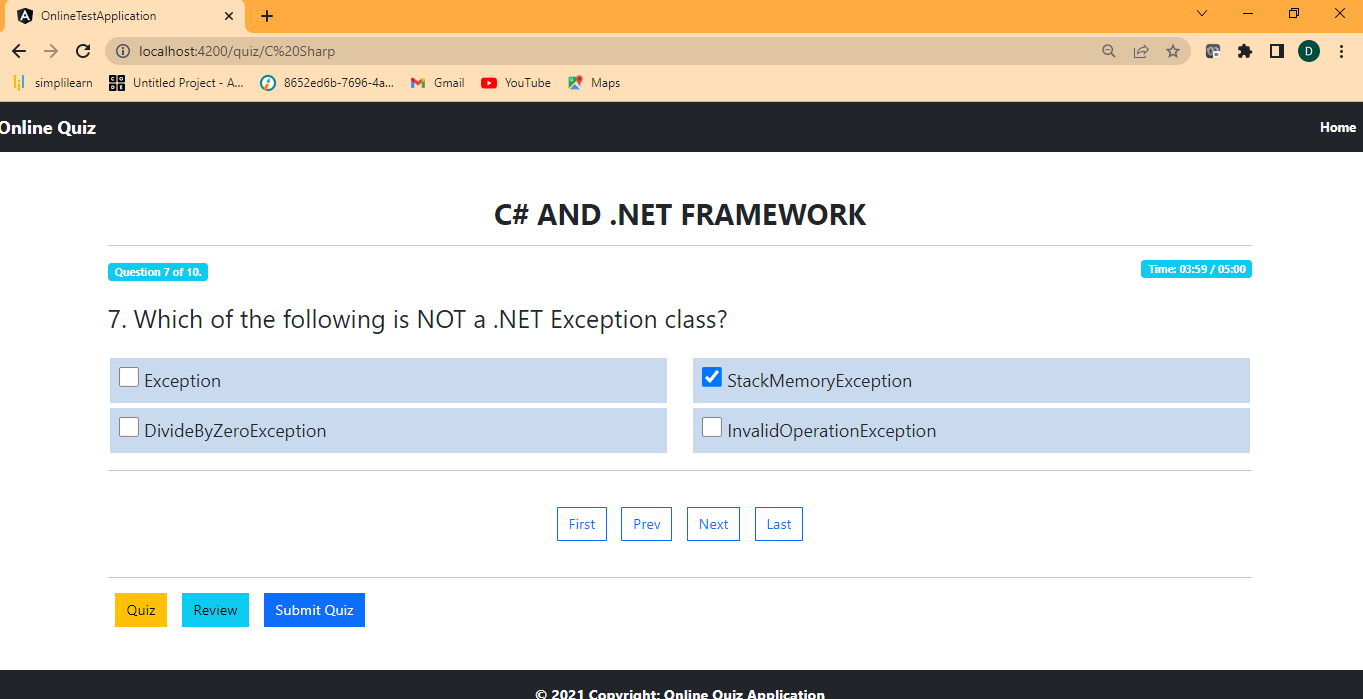 OnlineTestApplication
localhost:4200/quiz/C%20Sharp
D
simplilearn
Untitled Project - A...
8652ed6b-7696-4a...
Gmail
YouTube
Maps
Online Quiz
Home
C# AND .NET FRAMEWORK
Question 7 of 10.
Time: 03:59 / 05:00
7. Which of the following is NOT a .NET Exception class?
Exception
StackMemoryException
DivideByZeroException
InvalidOperationException
First
Prev
Next
Last
Quiz
Review
Submit Quiz
© 2021 Copyright: Online Quiz Application